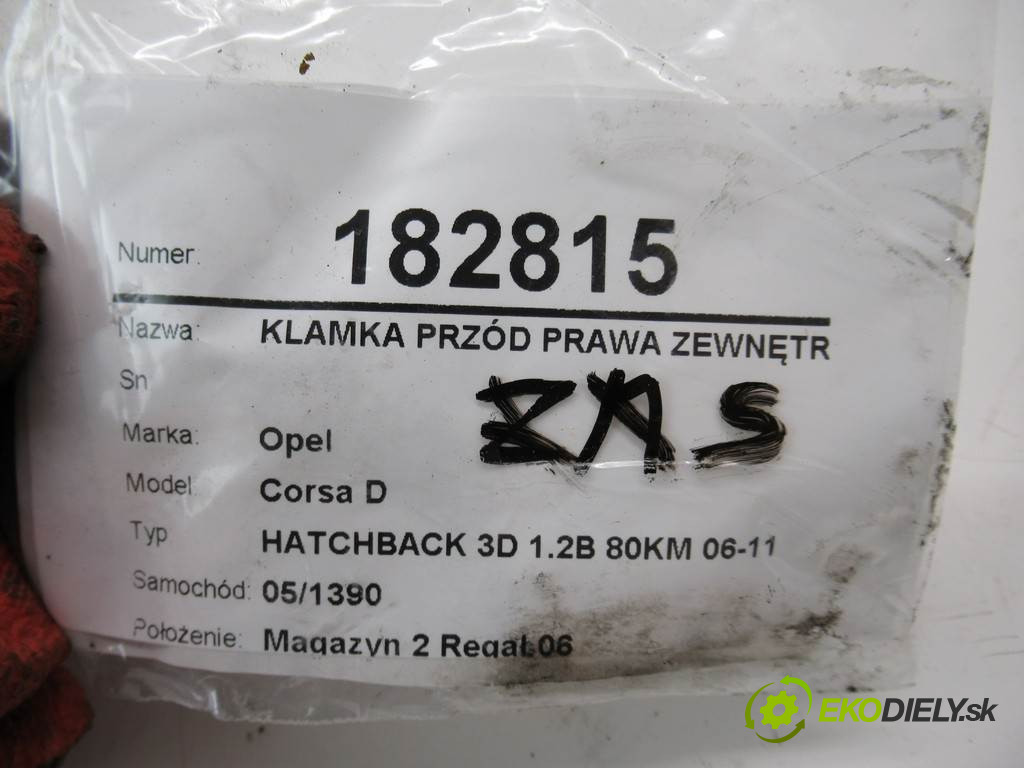 Numer: 182815
Nazwa: KLAMKA PRZÓD PRAWA ZEWNĘTR
Sn
Marka: Opel
Model: Corsa D
Typ HATCHBACK 3D 1.2B 80KM 06-11
Samochód: 05/1390
Położenie: Magazyn 2 Regał.06
EKODIELY.sk